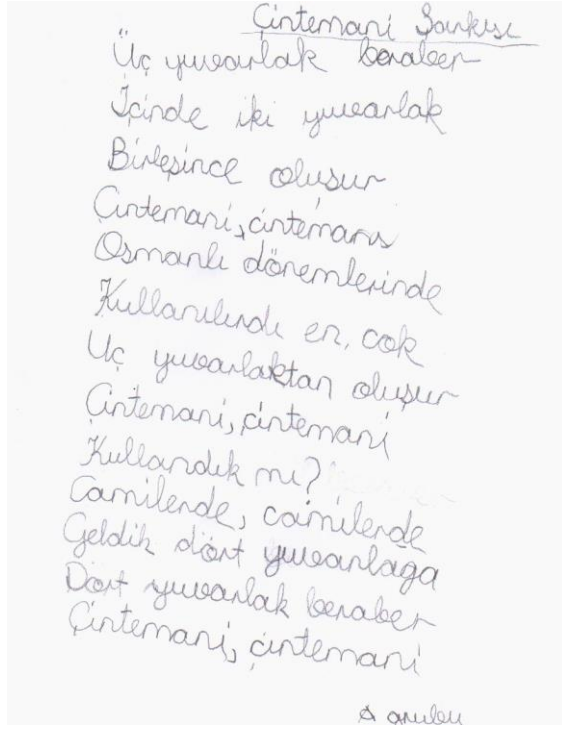 Çintemani Şarkısı
Üç yuvarlak beraber
İçinde iki yuvarlak
Birleşince oluşur
Çintemani, çintemani
Osmanlı dönemlerinde
Kullanılırdı en, çok
Üç yuvarlaktan oluşur
Çintemani, çintemani
Kullandık mı?
Camilerde, camilerde
Geldik dört yuvarlağa
Dört yuvarlak beraber
Çintemani, çintemani